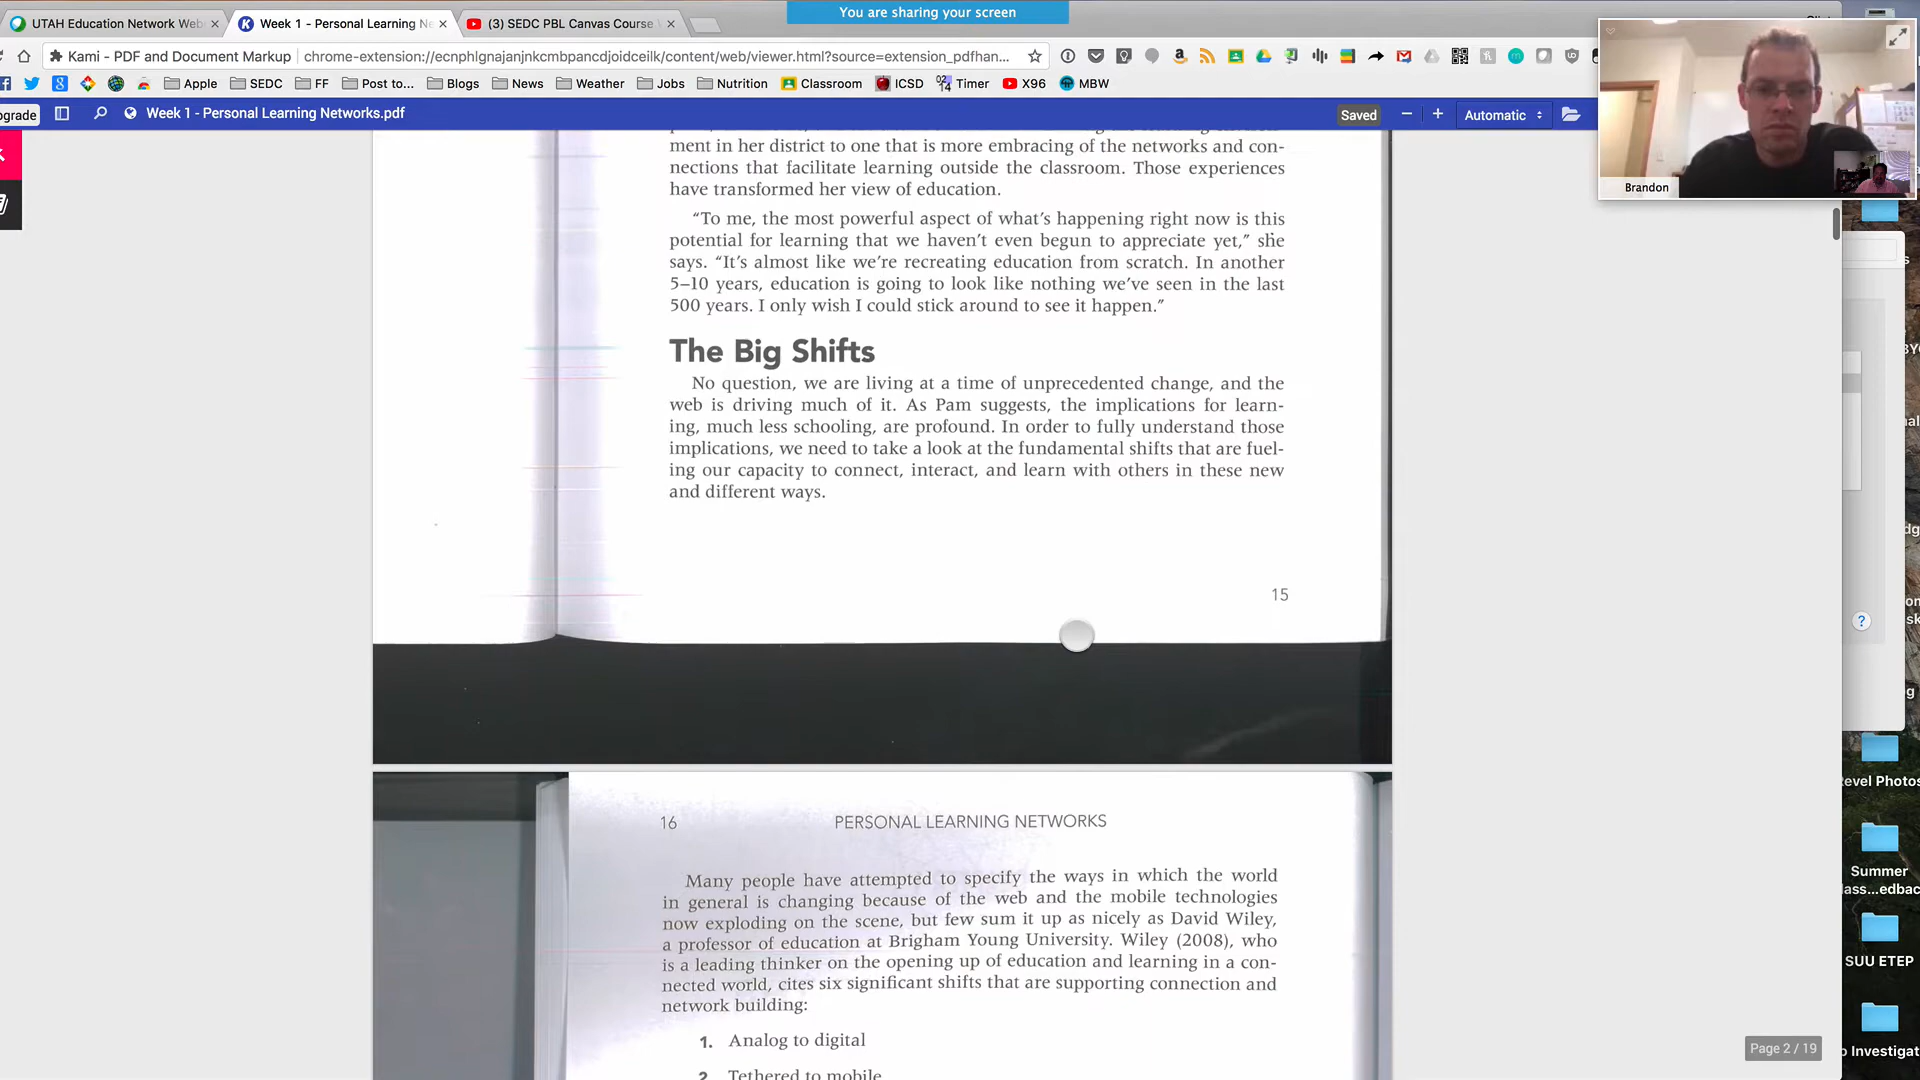 You are sharing your screen
UTAH Education Network Web
Week 1 - Personal Learning Ne
(3) SEDC PBL Canvas Course
Kami - PDF and Document Markup
chrome-extension://ecnphlgnajanjnkcmbpancdjoidceilk/content/web/viewer.html?source=extension_pdfhan...
Apple
SEDC
FF
Post to...
Blogs
News
Weather
Jobs
Nutrition
Classroom
ICSD
Timer
X96
MBW
pgrade
Week 1 - Personal Learning Networks.pdf
Saved
Automatic
Brandon
ment in her district to one that is more embracing of the networks and con-
nections that facilitate learning outside the classroom. Those experiences
have transformed her view of education.
“To me, the most powerful aspect of what’s happening right now is this
potential for learning that we haven’t even begun to appreciate yet,” she
says. “It’s almost like we’re recreating education from scratch. In another
5–10 years, education is going to look like nothing we’ve seen in the last
500 years. I only wish I could stick around to see it happen.”
The Big Shifts
No question, we are living at a time of unprecedented change, and the
web is driving much of it. As Pam suggests, the implications for learn-
ing, much less schooling, are profound. In order to fully understand those
implications, we need to take a look at the fundamental shifts that are fuel-
ing our capacity to connect, interact, and learn with others in these new
and different ways.
15
16 PERSONAL LEARNING NETWORKS
Many people have attempted to specify the ways in which the world
in general is changing because of the web and the mobile technologies
now exploding on the scene, but few sum it up as nicely as David Wiley,
a professor of education at Brigham Young University. Wiley (2008), who
is a leading thinker on the opening up of education and learning in a con-
nected world, cites six significant shifts that are supporting connection and
network building:
1. Analog to digital
2. Tethered to mobile
Page 2 / 19
?
evel Photos
Summer
lass...edbac
SUU ETEP
o Investigat